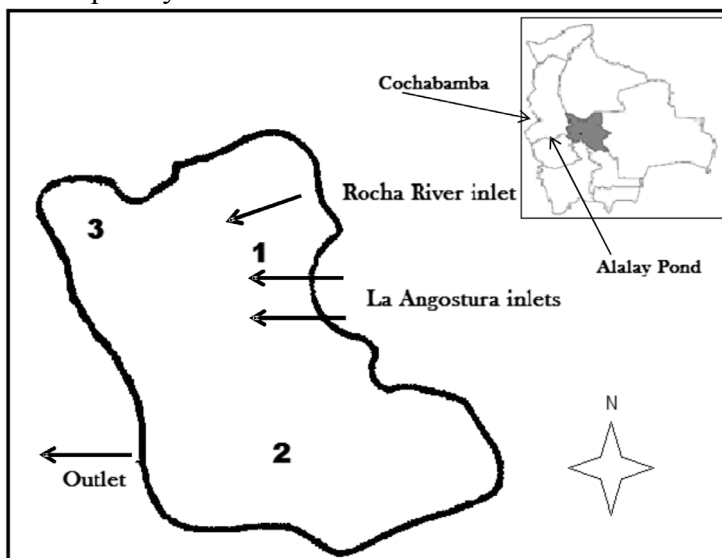 Cochabamba
Rocha River inlet
3
1
Alalay Pond
La Angostura inlets
N
2
Outlet